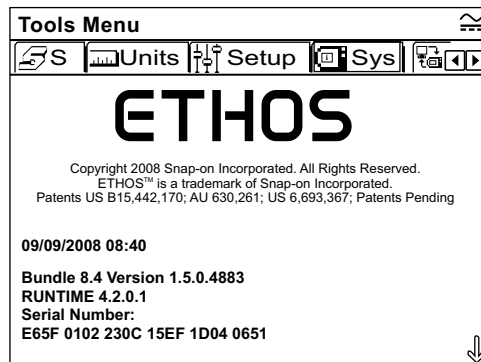 Tools Menu
S Units Setup Sys
ETHOS
Copyright 2008 Snap-on Incorporated. All Rights Reserved.
ETHOS™ is a trademark of Snap-on Incorporated.
Patents US B15,442,170; AU 630,261; US 6,693,367; Patents Pending
09/09/2008 08:40
Bundle 8.4 Version 1.5.0.4883
RUNTIME 4.2.0.1
Serial Number:
E65F 0102 230C 15EF 1D04 0651